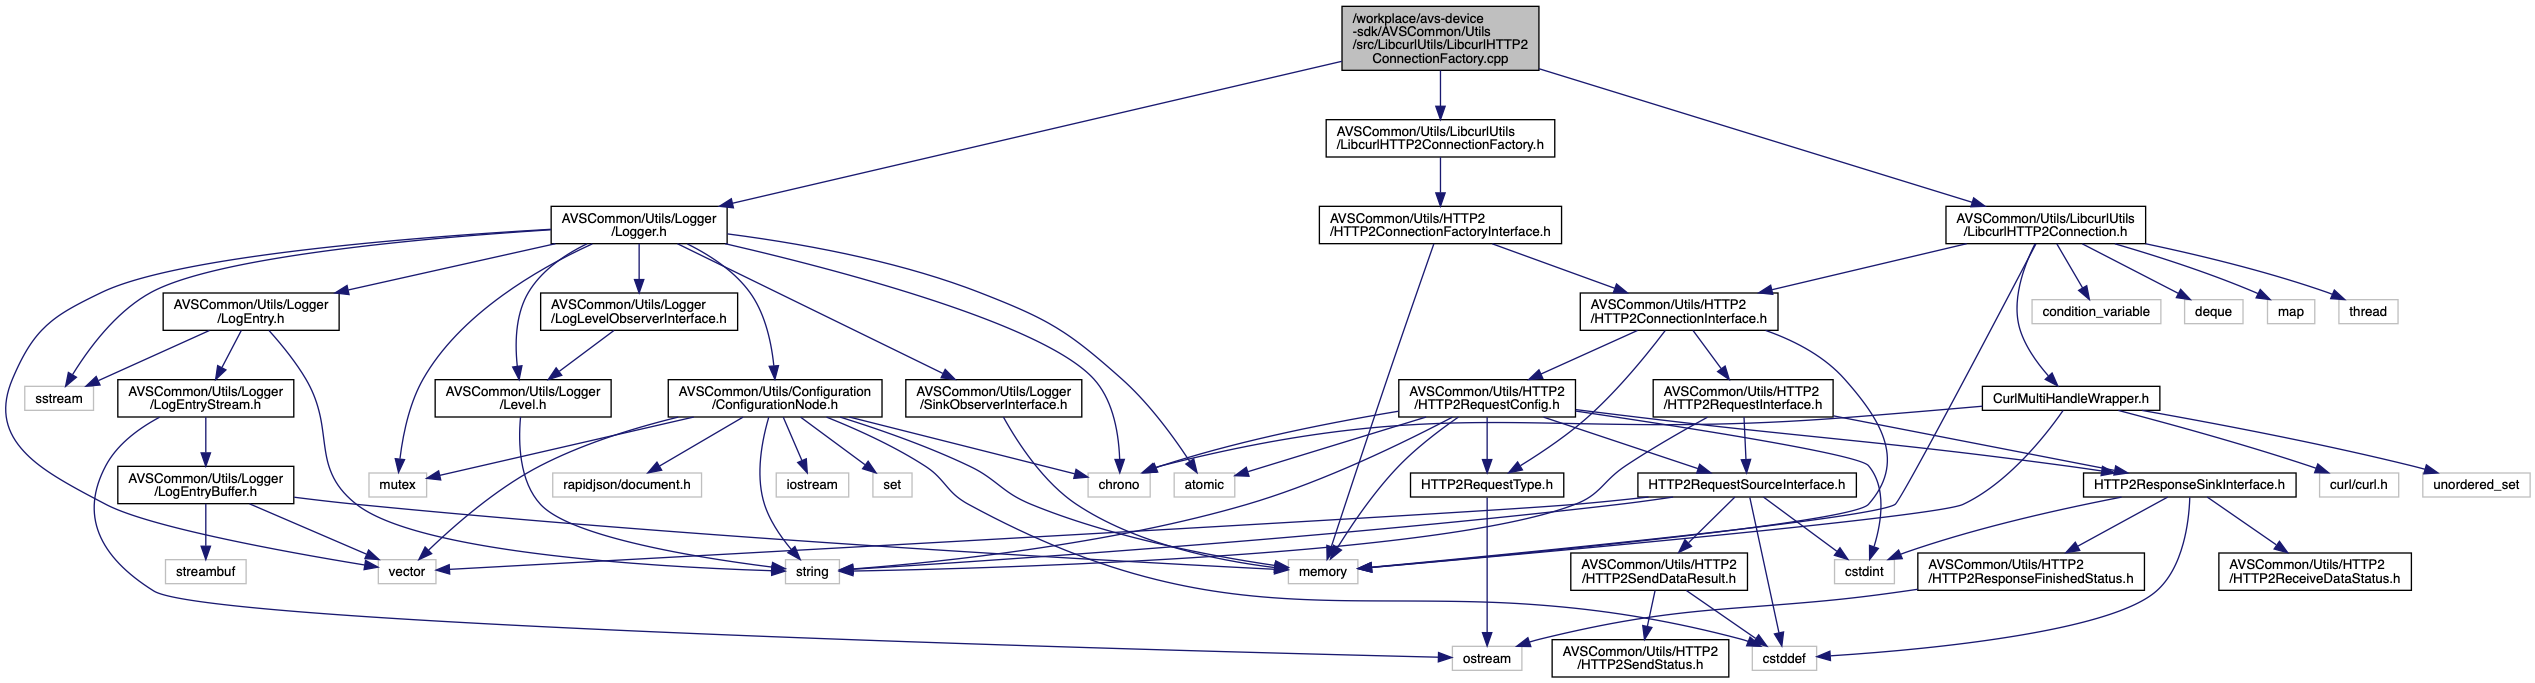 /workplace/avs-device
-sdk/AVSCommon/Utils
/src/LibcurlUtils/LibcurlHTTP2
ConnectionFactory.cpp
AVSCommon/Utils/LibcurlUtils
/LibcurlHTTP2ConnectionFactory.h
AVSCommon/Utils/Logger
/Logger.h
AVSCommon/Utils/HTTP2
/HTTP2ConnectionFactoryInterface.h
AVSCommon/Utils/LibcurlUtils
/LibcurlHTTP2Connection.h
AVSCommon/Utils/Logger
/LogEntry.h
AVSCommon/Utils/Logger
/LogLevelObserverInterface.h
AVSCommon/Utils/HTTP2
/HTTP2ConnectionInterface.h
condition_variable
deque
map
thread
sstream
AVSCommon/Utils/Logger
/LogEntryStream.h
AVSCommon/Utils/Logger
/Level.h
AVSCommon/Utils/Configuration
/ConfigurationNode.h
AVSCommon/Utils/Logger
/SinkObserverInterface.h
AVSCommon/Utils/HTTP2
/HTTP2RequestConfig.h
AVSCommon/Utils/HTTP2
/HTTP2RequestInterface.h
CurlMultiHandleWrapper.h
AVSCommon/Utils/Logger
/LogEntryBuffer.h
mutex
rapidjson/document.h
iostream
set
chrono
atomic
HTTP2RequestType.h
HTTP2RequestSourceInterface.h
HTTP2ResponseSinkInterface.h
curl/curl.h
unordered_set
streambuf
vector
string
memory
AVSCommon/Utils/HTTP2
/HTTP2SendDataResult.h
cstdint
AVSCommon/Utils/HTTP2
/HTTP2ResponseFinishedStatus.h
AVSCommon/Utils/HTTP2
/HTTP2ReceiveDataStatus.h
ostream
AVSCommon/Utils/HTTP2
/HTTP2SendStatus.h
cstddef